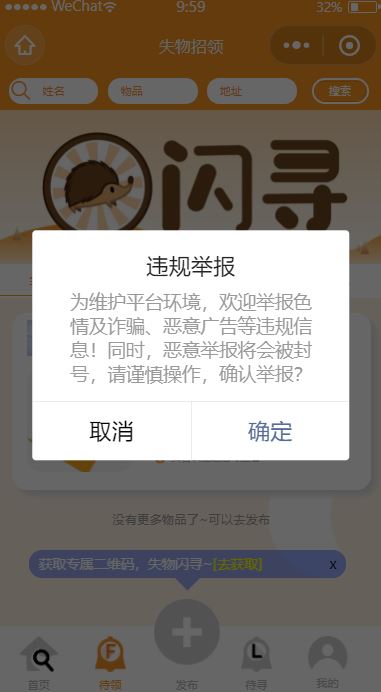 WeChat 9:59 32%
失物招领
姓名 物品 地址 搜索
闪寻
违规举报
为维护平台环境，欢迎举报色
情及诈骗、恶意广告等违规信
息！同时，恶意举报将会被封
号，请谨慎操作，确认举报？
取消 确定
没有更多物品了~可以去发布
获取专属二维码，失物闪寻~[去获取] x
F L
首页 待领 发布 待寻 我的